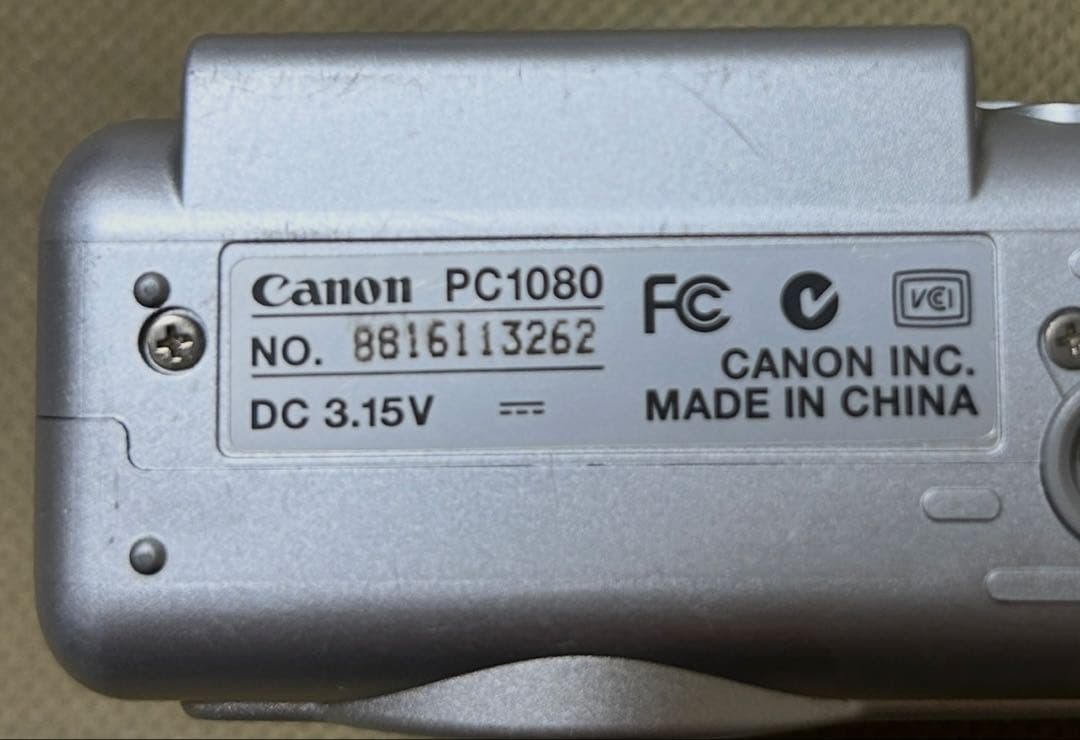 Canon PC1080
NO. 8816113262
DC 3.15V
FC
VCI
CANON INC.
MADE IN CHINA